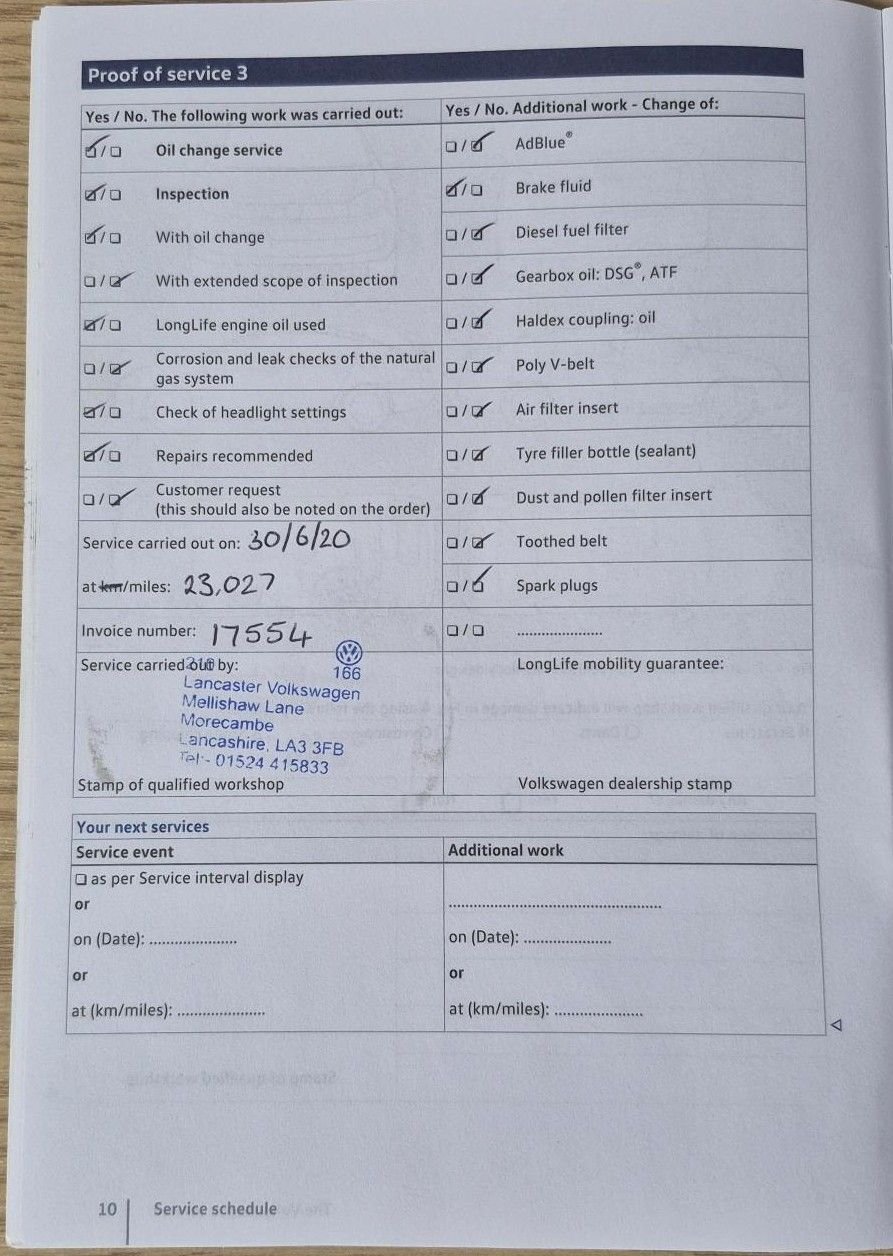 Proof of service 3
Yes / No. The following work was carried out:
Oil change service
Inspection
With oil change
With extended scope of inspection
LongLife engine oil used
Corrosion and leak checks of the natural
gas system
Check of headlight settings
Repairs recommended
Customer request
(this should also be noted on the order)
Service carried out on: 30/6/20
at km/miles: 23,027
Invoice number: 17554
Service carried out by:
166
Lancaster Volkswagen
Mellishaw Lane
Morecambe
Lancashire, LA3 3FB
Tel:- 01524 415833
Stamp of qualified workshop
Yes / No. Additional work - Change of:
AdBlue®
Brake fluid
Diesel fuel filter
Gearbox oil: DSG®, ATF
Haldex coupling: oil
Poly V-belt
Air filter insert
Tyre filler bottle (sealant)
Dust and pollen filter insert
Toothed belt
Spark plugs
LongLife mobility guarantee:
Volkswagen dealership stamp
Your next services
Service event
as per Service interval display
or
on (Date): .....................
or
at (km/miles): .....................
Additional work
on (Date): .....................
or
at (km/miles): .....................
10 Service schedule